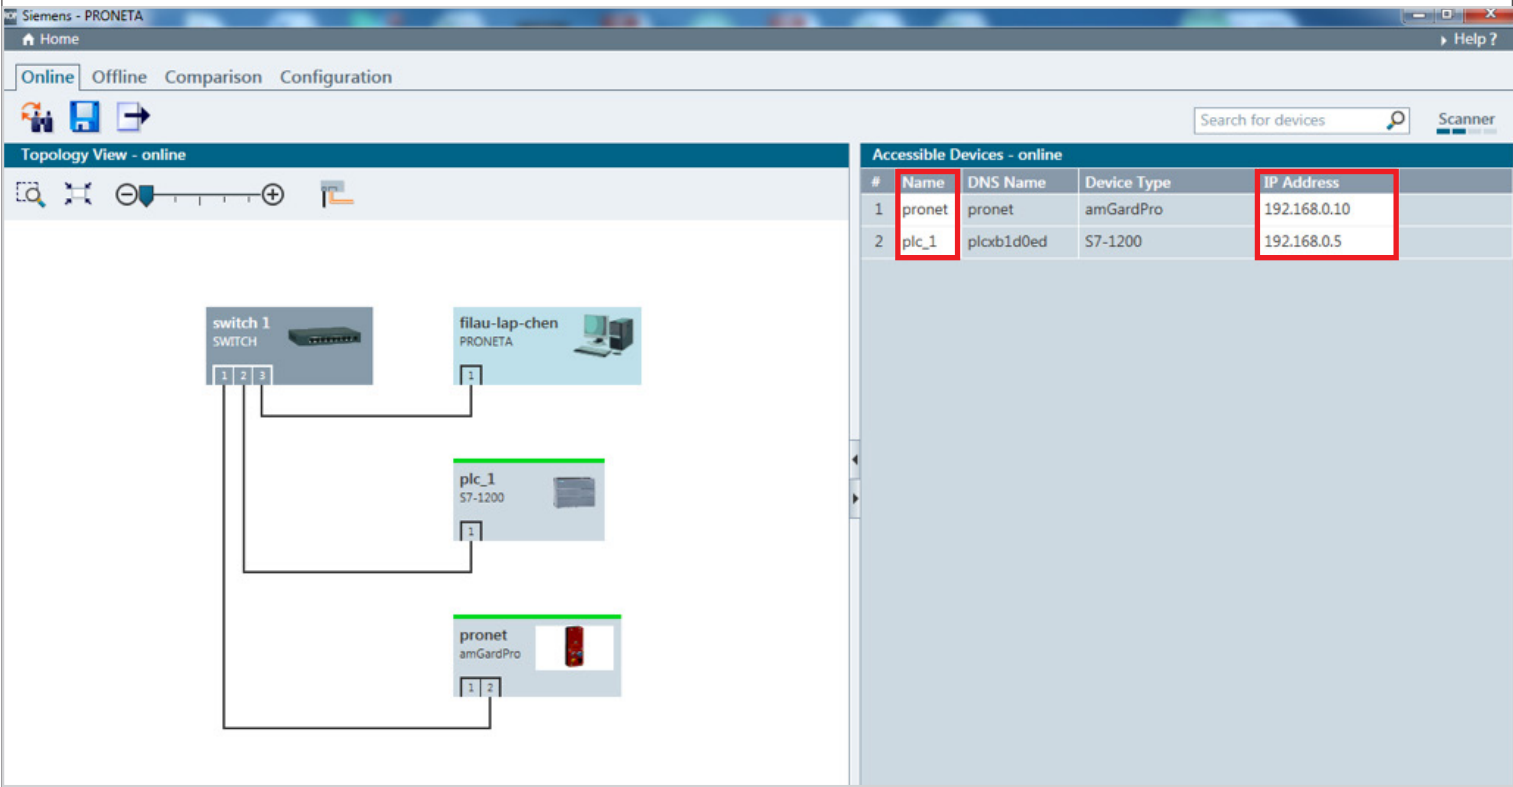 Siemens - PRONETA
Home
Help ?
Online Offline Comparison Configuration
Search for devices
Scanner
Topology View - online
Accessible Devices - online
# Name DNS Name Device Type IP Address
1 pronet pronet amGardPro 192.168.0.10
2 plc_1 plcxb1d0ed S7-1200 192.168.0.5
switch 1
SWITCH
1 2 3
filau-lap-chen
PRONETA
1
plc_1
S7-1200
1
pronet
amGardPro
1 2